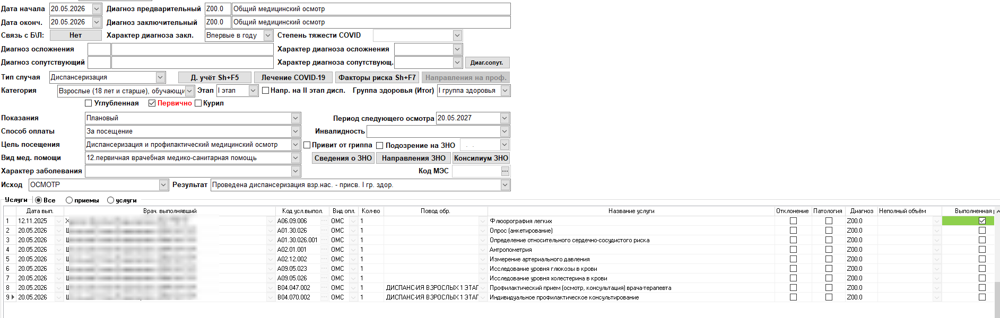 Дата начала 20.05.2026 Диагноз предварительный Z00.0 Общий медицинский осмотр
Дата оконч. 20.05.2026 Диагноз заключительный Z00.0 Общий медицинский осмотр
Связь с Б\Л: Нет Характер диагноза закл. Впервые в году Степень тяжести COVID
Диагноз осложнения Характер диагноза осложнения
Диагноз сопутствующий Характер диагноза сопутствующ. Диаг.сопут.
Тип случая Диспансеризация Д. учёт Sh+F5 Лечение COVID-19 Факторы риска Sh+F7 Направления на проф.
Категория Взрослые (18 лет и старше), обучающи Этап I этап Напр. на II этап дисп. Группа здоровья (Итог) I группа здоровья
Углубленная Первично Курил
Показания Плановый Период следующего осмотра 20.05.2027
Способ оплаты За посещение Инвалидность
Цель посещения Диспансеризация и профилактический медицинский осмотр Привит от гриппа Подозрение на ЗНО . .
Вид мед. помощи 12.первичная врачебная медико-санитарная помощь Сведения о ЗНО Направления ЗНО Консилиум ЗНО
Характер заболевания Код МЭС ...
Исход ОСМОТР Результат Проведена диспансеризация взр.нас. - присв. I гр. здор.
Услуги Все приемы услуги
Дата вып. Врач. выполнявший Код усл.выпол. Вид опл. Кол-во Повод обр. Название услуги Отклонение Патология Диагноз Неполный объём Выполненная р
1 12.11.2025 Х A06.09.006 ОМС 1 Флюорография легких Z00.0
2 20.05.2026 Ш A01.30.026 ОМС 1 Опрос (анкетирование) Z00.0
3 20.05.2026 Ш A01.30.026.001 ОМС 1 Определение относительного сердечно-сосудистого риска Z00.0
4 20.05.2026 Ш A02.01.001 ОМС 1 Антропометрия Z00.0
5 20.05.2026 Ш A02.12.002 ОМС 1 Измерение артериального давления Z00.0
6 20.05.2026 Ш A09.05.023 ОМС 1 Исследование уровня глюкозы в крови Z00.0
7 20.05.2026 Ш A09.05.026 ОМС 1 Исследование уровня холестерина в крови Z00.0
8 20.05.2026 Ш B04.047.002 ОМС 1 ДИСПАНС-ИЯ ВЗРОСЛЫХ 1 ЭТАП Профилактический прием (осмотр, консультация) врача-терапевта Z00.0
9 20.05.2026 Ш B04.070.002 ОМС 1 ДИСПАНС-ИЯ ВЗРОСЛЫХ 1 ЭТАП Индивидуальное профилактическое консультирование Z00.0